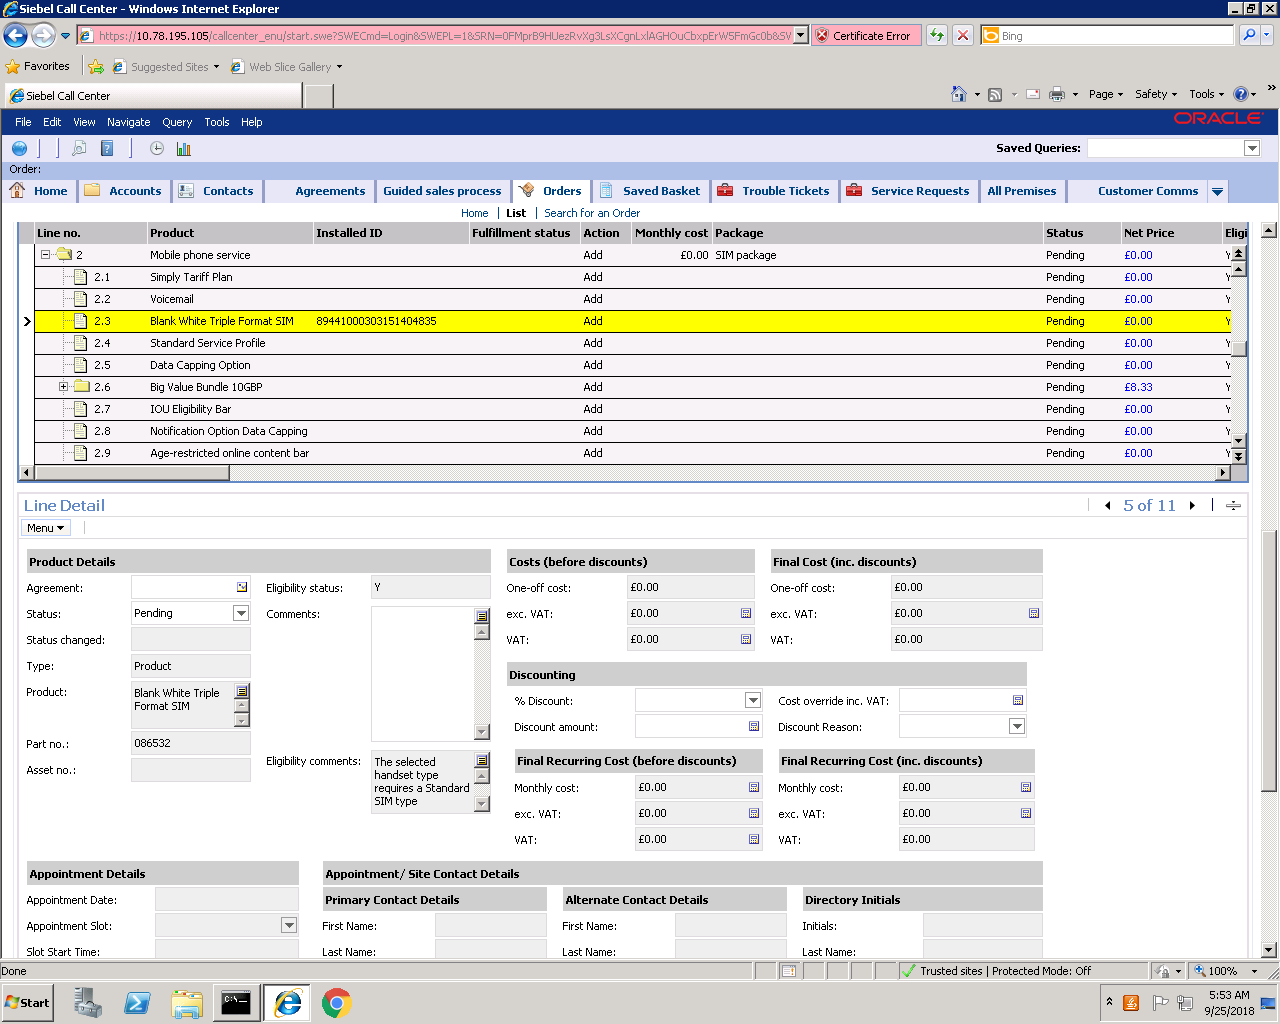 Siebel Call Center - Windows Internet Explorer
https://10.78.195.105/callcenter_enu/start.swe?SWECmd=Login&SWEPL=1&SRN=0FMprB9HUezRvXg3LsXCgnLxlAGHOuCbxpErW5FmGc0b&SV
Certificate Error
Bing
Favorites
Suggested Sites
Web Slice Gallery
Siebel Call Center
Page
Safety
Tools
File Edit View Navigate Query Tools Help
ORACLE
Saved Queries:
Order:
Home Accounts Contacts Agreements Guided sales process Orders Saved Basket Trouble Tickets Service Requests All Premises Customer Comms
Home | List | Search for an Order
Line no. Product Installed ID Fulfillment status Action Monthly cost Package Status Net Price Eligi
2 Mobile phone service Add £0.00 SIM package Pending £0.00 Y
2.1 Simply Tariff Plan Add Pending £0.00 Y
2.2 Voicemail Add Pending £0.00 Y
2.3 Blank White Triple Format SIM 89441000303151404835 Add Pending £0.00 Y
2.4 Standard Service Profile Add Pending £0.00 Y
2.5 Data Capping Option Add Pending £0.00 Y
2.6 Big Value Bundle 10GBP Add Pending £8.33 Y
2.7 IOU Eligibility Bar Add Pending £0.00 Y
2.8 Notification Option Data Capping Add Pending £0.00 Y
2.9 Age-restricted online content bar Add Pending £0.00 Y
Line Detail
5 of 11
Menu
Product Details
Agreement:
Status: Pending
Status changed:
Type: Product
Product: Blank White Triple
Format SIM
Part no.: 086532
Asset no.:
Eligibility status: Y
Comments:
Eligibility comments: The selected
handset type
requires a Standard
SIM type
Costs (before discounts)
One-off cost: £0.00
exc. VAT: £0.00
VAT: £0.00
Final Cost (inc. discounts)
One-off cost: £0.00
exc. VAT: £0.00
VAT: £0.00
Discounting
% Discount:
Discount amount:
Cost override inc. VAT:
Discount Reason:
Final Recurring Cost (before discounts)
Monthly cost: £0.00
exc. VAT: £0.00
VAT: £0.00
Final Recurring Cost (inc. discounts)
Monthly cost: £0.00
exc. VAT: £0.00
VAT: £0.00
Appointment Details
Appointment Date:
Appointment Slot:
Slot Start Time:
Appointment/ Site Contact Details
Primary Contact Details
First Name:
Last Name:
Alternate Contact Details
First Name:
Last Name:
Directory Initials
Initials:
Last Name:
Done
Trusted sites | Protected Mode: Off
100%
Start
5:53 AM
9/25/2018